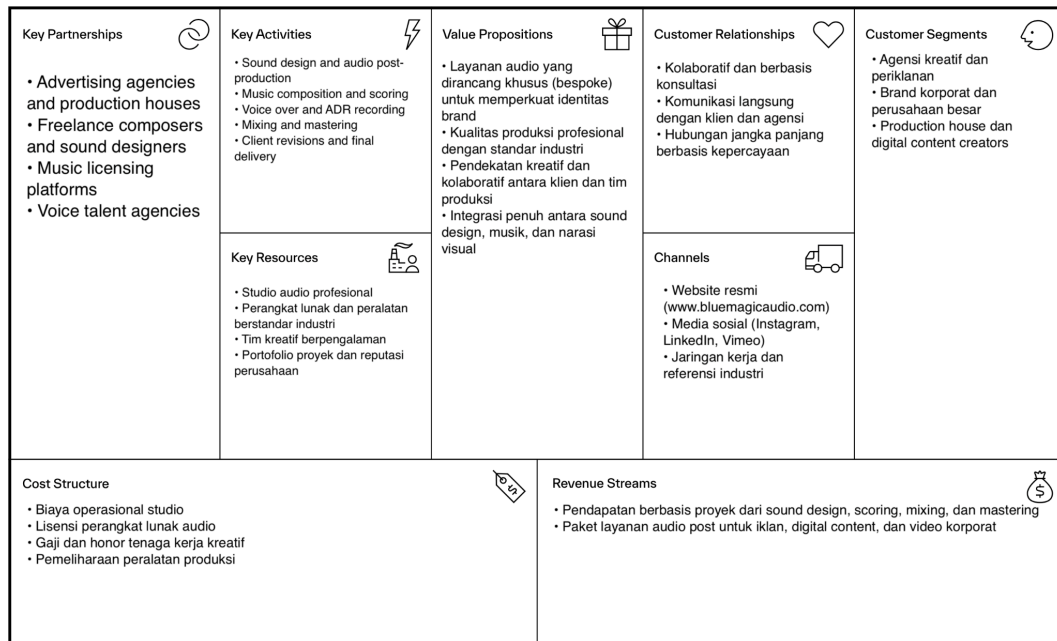 Key Partnerships
• Advertising agencies
and production houses
• Freelance composers
and sound designers
• Music licensing
platforms
• Voice talent agencies
Key Activities
• Sound design and audio post-
production
• Music composition and scoring
• Voice over and ADR recording
• Mixing and mastering
• Client revisions and final
delivery
Key Resources
• Studio audio profesional
• Perangkat lunak dan peralatan
berstandar industri
• Tim kreatif berpengalaman
• Portofolio proyek dan reputasi
perusahaan
Value Propositions
• Layanan audio yang
dirancang khusus (bespoke)
untuk memperkuat identitas
brand
• Kualitas produksi profesional
dengan standar industri
• Pendekatan kreatif dan
kolaboratif antara klien dan tim
produksi
• Integrasi penuh antara sound
design, musik, dan narasi
visual
Customer Relationships
• Kolaboratif dan berbasis
konsultasi
• Komunikasi langsung
dengan klien dan agensi
• Hubungan jangka panjang
berbasis kepercayaan
Channels
• Website resmi
(www.bluemagicaudio.com)
• Media sosial (Instagram,
LinkedIn, Vimeo)
• Jaringan kerja dan
referensi industri
Customer Segments
• Agensi kreatif dan
periklanan
• Brand korporat dan
perusahaan besar
• Production house dan
digital content creators
Cost Structure
• Biaya operasional studio
• Lisensi perangkat lunak audio
• Gaji dan honor tenaga kerja kreatif
• Pemeliharaan peralatan produksi
Revenue Streams
• Pendapatan berbasis proyek dari sound design, scoring, mixing, dan mastering
• Paket layanan audio post untuk iklan, digital content, dan video korporat